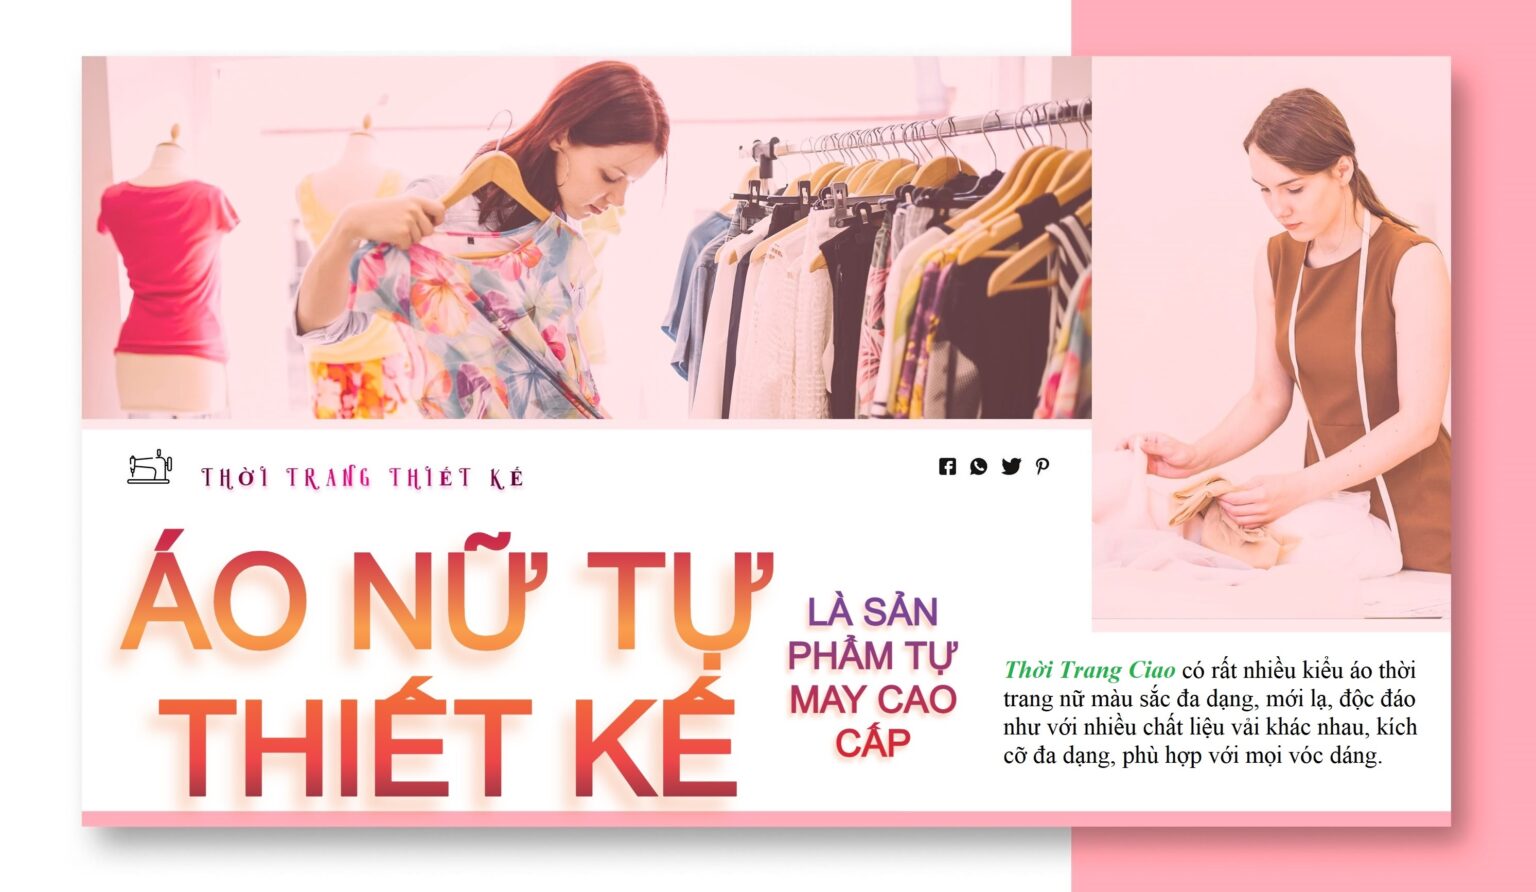 THỜI TRANG THIẾT KẾ
ÁO NỮ TỰ
THIẾT KẾ
LÀ SẢN
PHẨM TỰ
MAY CAO
CẤP
Thời Trang Ciao có rất nhiều kiểu áo thời
trang nữ màu sắc đa dạng, mới lạ, độc đáo
như với nhiều chất liệu vải khác nhau, kích
cỡ đa dạng, phù hợp với mọi vóc dáng.